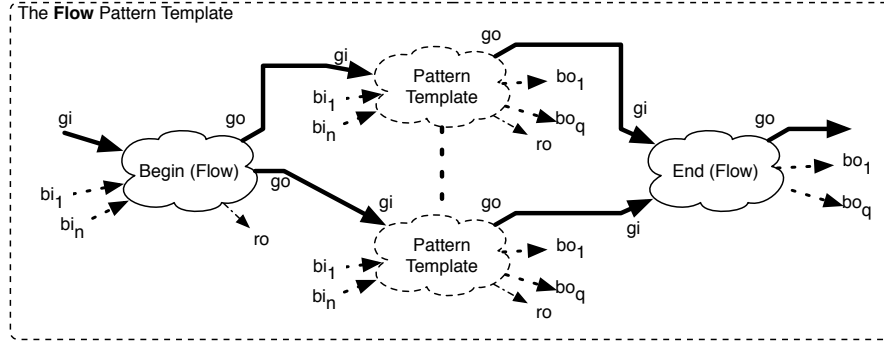 The Flow Pattern Template
gi
bi1
bin
Begin (Flow)
go
go
ro
gi
bi1
bin
Pattern
Template
go
bo1
boq
ro
gi
bi1
bin
Pattern
Template
go
bo1
boq
ro
gi
gi
End (Flow)
go
bo1
boq